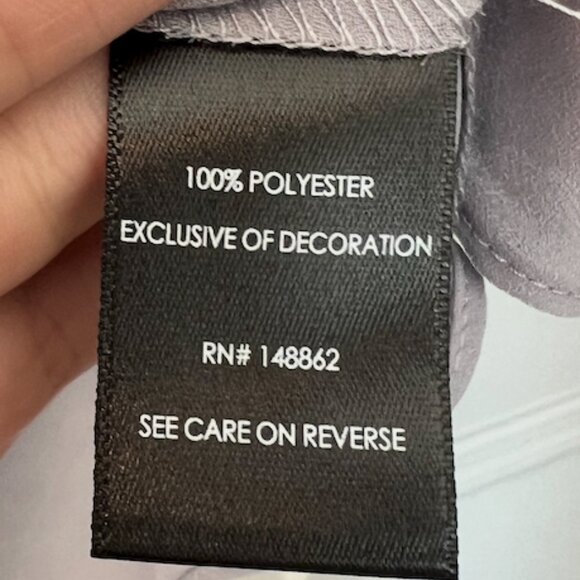 100% POLYESTER
EXCLUSIVE OF DECORATION
RN# 148862
SEE CARE ON REVERSE